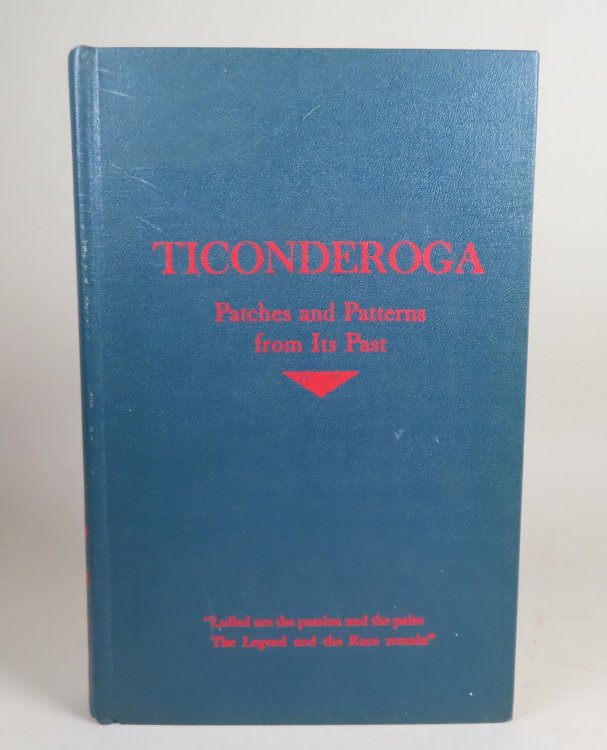 TICONDEROGA
Patches and Patterns
from Its Past
"Lulled are the passion and the pain:
The Legend and the Race remain"